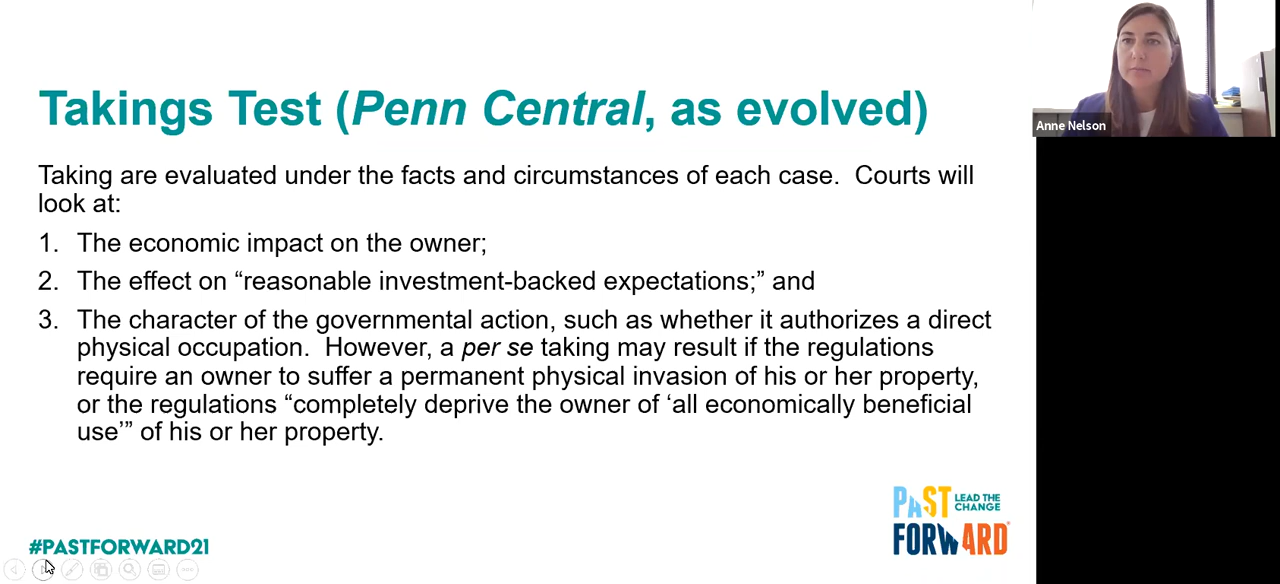 Takings Test (Penn Central, as evolved)
Taking are evaluated under the facts and circumstances of each case.  Courts will
look at:
1. The economic impact on the owner;
2. The effect on “reasonable investment-backed expectations;” and
3. The character of the governmental action, such as whether it authorizes a direct
physical occupation.  However, a per se taking may result if the regulations
require an owner to suffer a permanent physical invasion of his or her property,
or the regulations “completely deprive the owner of ‘all economically beneficial
use’” of his or her property.
Anne Nelson
PAST LEAD THE
CHANGE
FORWARD
#PASTFORWARD21